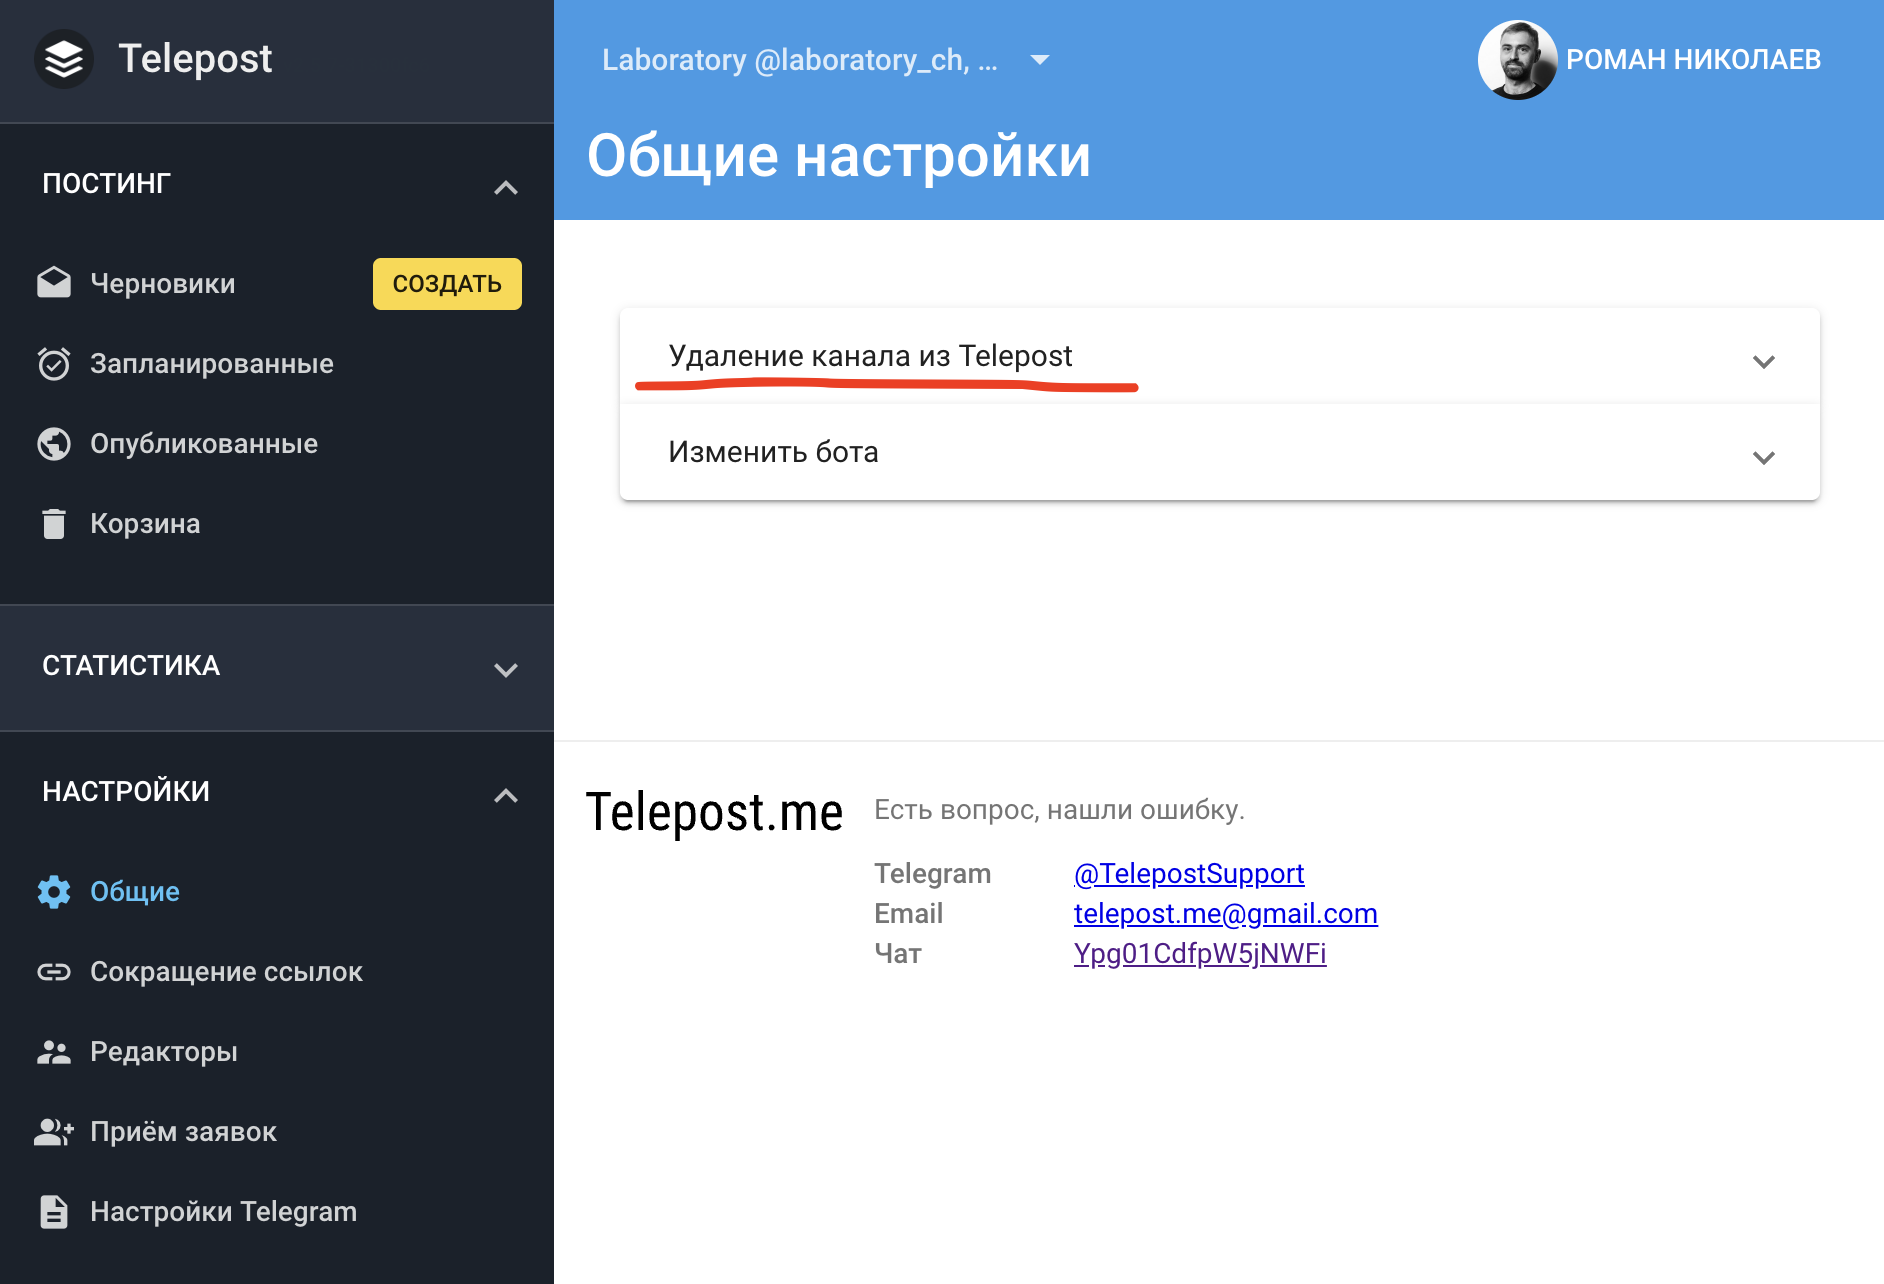 Telepost
ПОСТИНГ
Черновики
СОЗДАТЬ
Запланированные
Опубликованные
Корзина
СТАТИСТИКА
НАСТРОЙКИ
Общие
Сокращение ссылок
Редакторы
Приём заявок
Настройки Telegram
Laboratory @laboratory_ch, ...
РОМАН НИКОЛАЕВ
Общие настройки
Удаление канала из Telepost
Изменить бота
Telepost.me
Есть вопрос, нашли ошибку.
Telegram @TelepostSupport
Email telepost.me@gmail.com
Чат Ypg01CdfpW5jNWFi